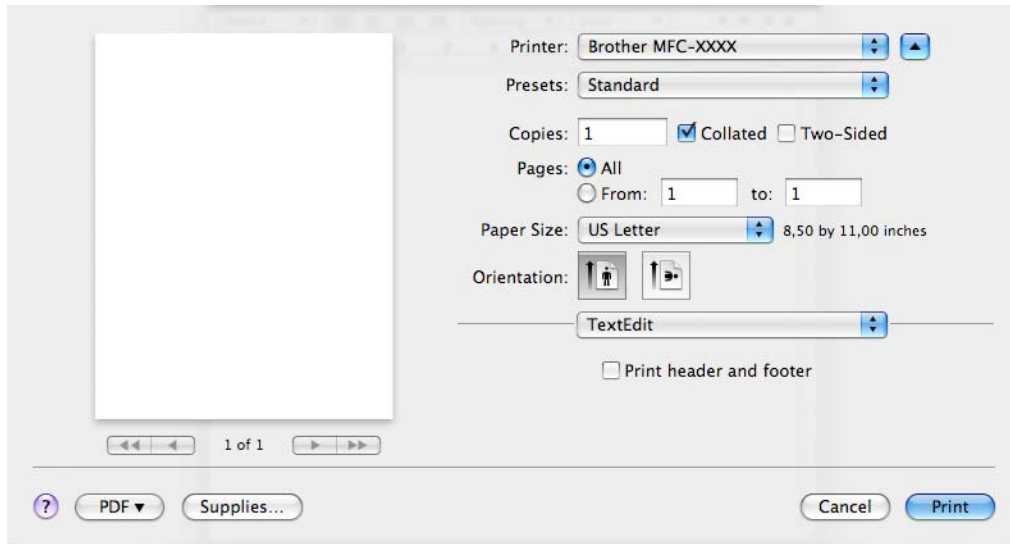 Printer: Brother MFC-XXXX
Presets: Standard
Copies: 1 Collated Two-Sided
Pages: All
From: 1 to: 1
Paper Size: US Letter 8,50 by 11,00 inches
Orientation:
TextEdit
Print header and footer
1 of 1
? PDF Supplies... Cancel Print